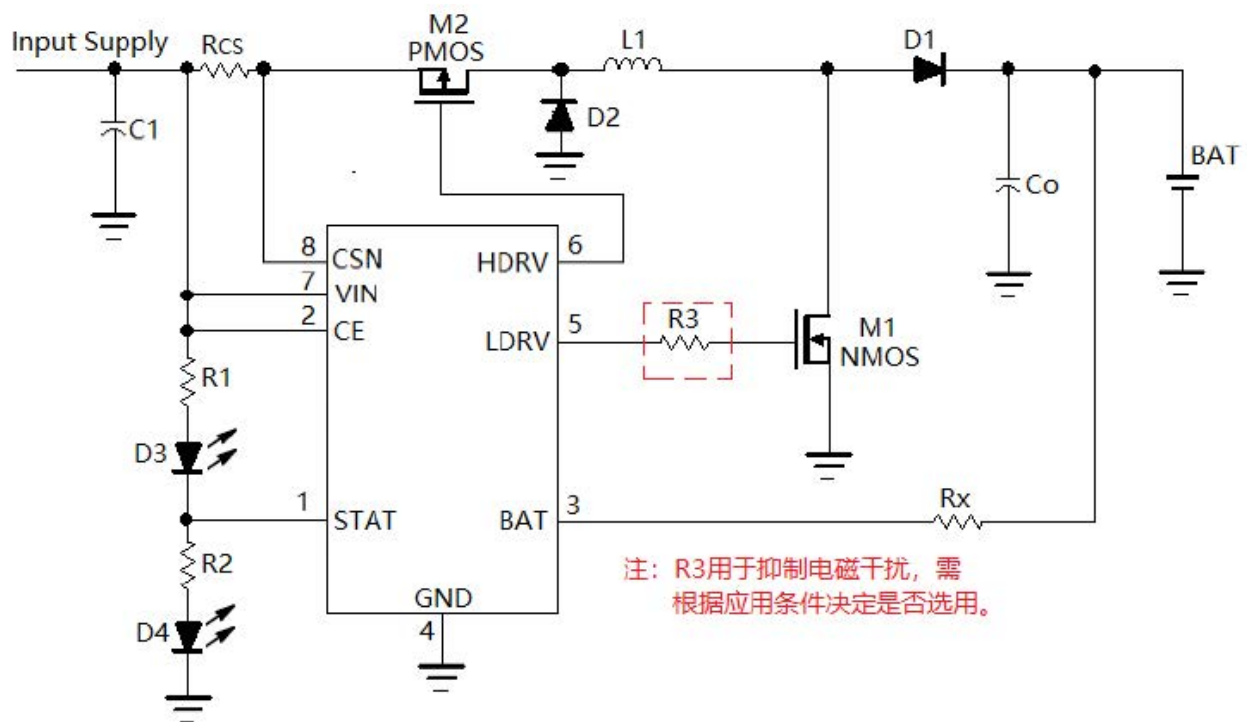 Input Supply
Rcs
M2
PMOS
L1
D1
C1
D2
BAT
Co
8
CSN
HDRV
6
7
VIN
2
CE
LDRV
5
R3
M1
NMOS
R1
D3
1
STAT
BAT
3
Rx
R2
注：R3用于抑制电磁干扰，需
根据应用条件决定是否选用。
GND
4
D4